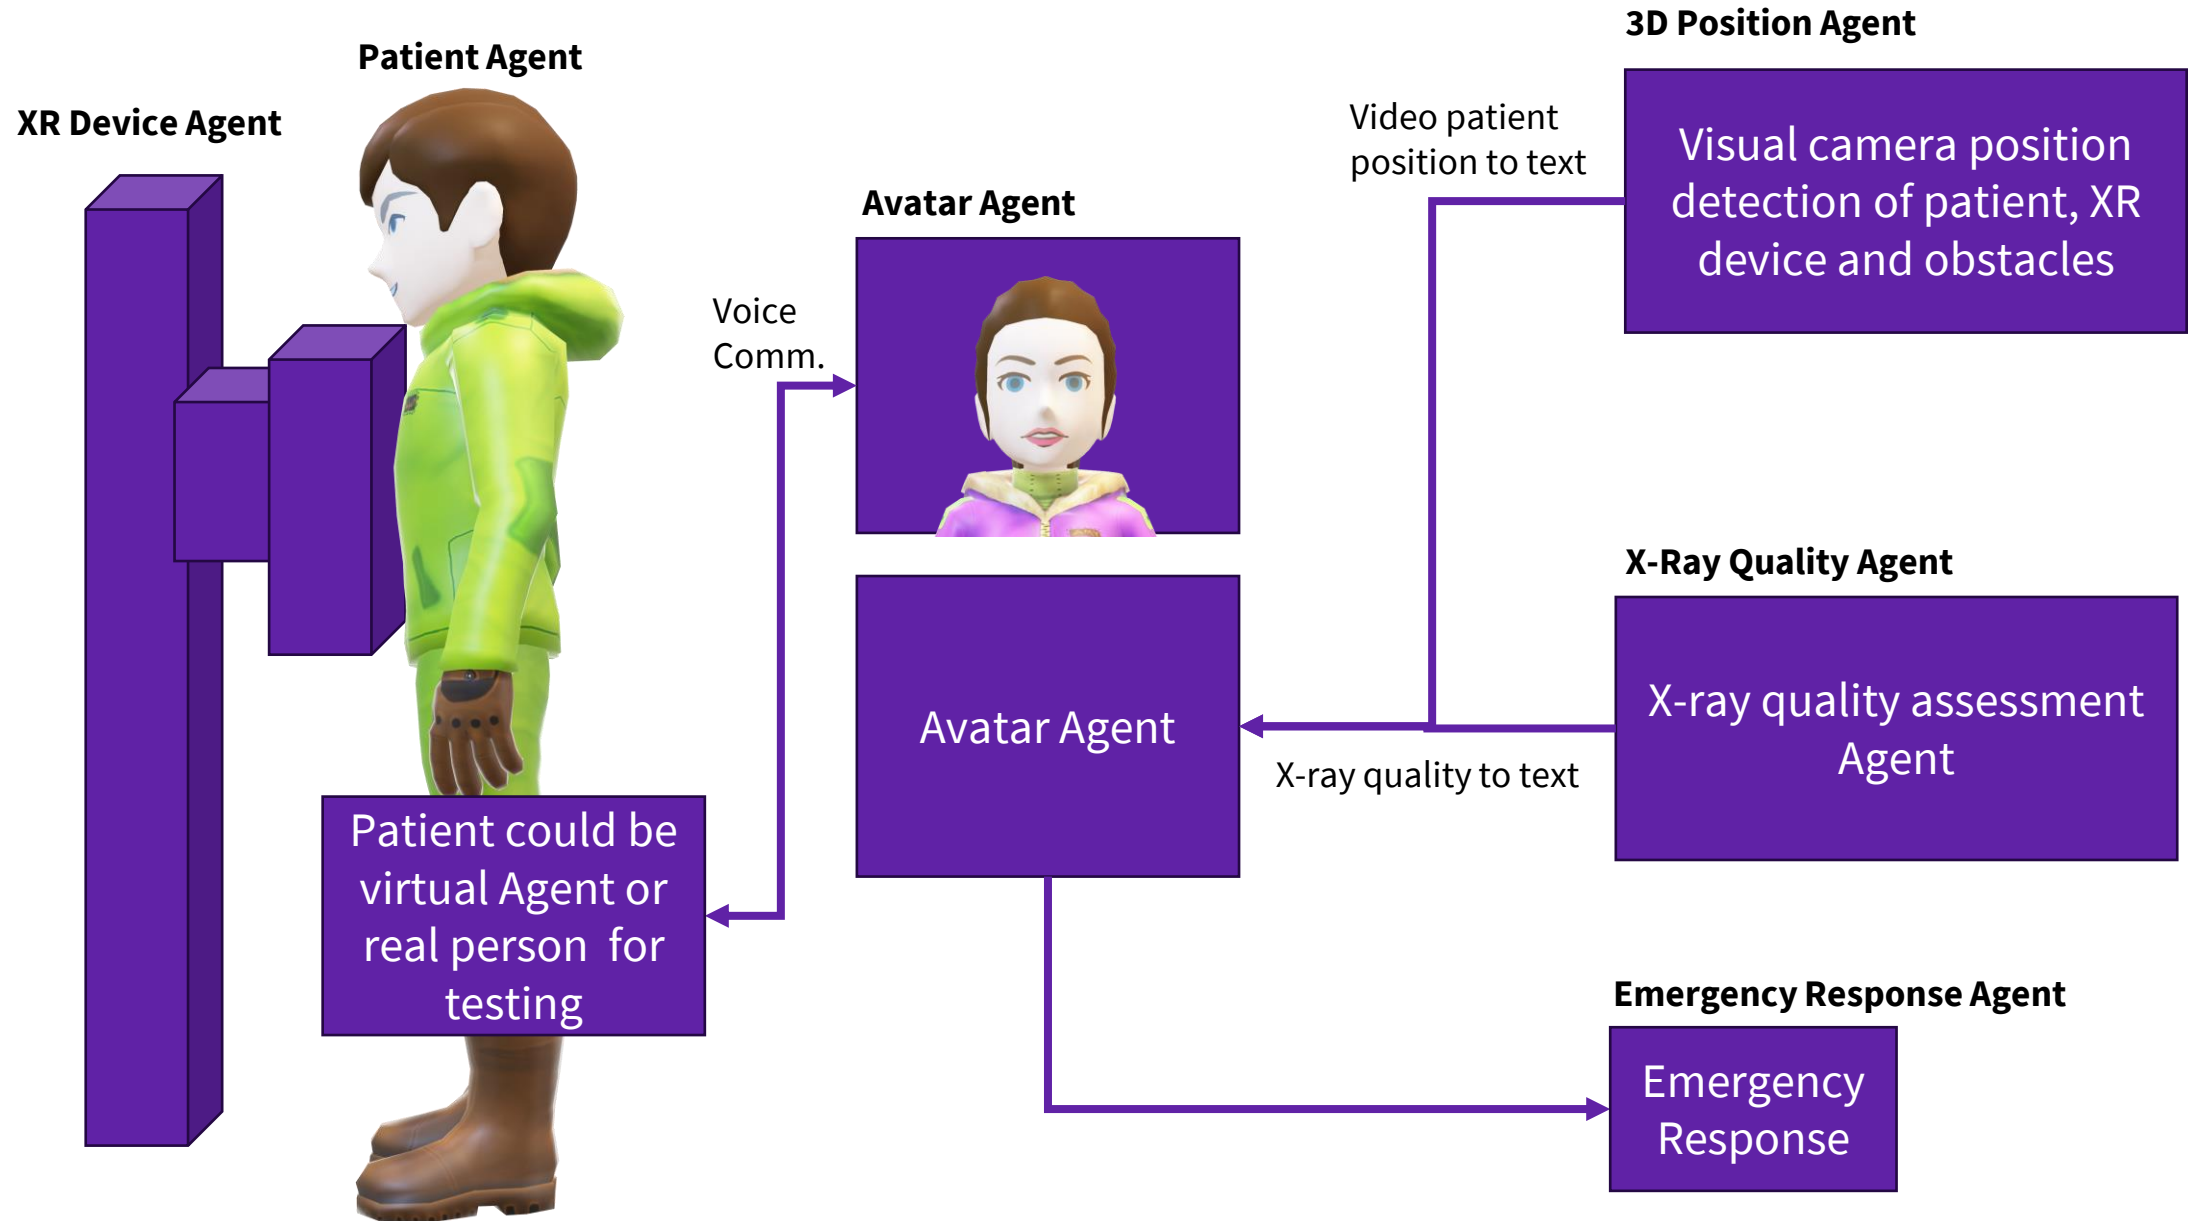 3D Position Agent
Patient Agent
XR Device Agent
Video patient
position to text
Visual camera position
detection of patient, XR
device and obstacles
Avatar Agent
Voice
Comm.
X-Ray Quality Agent
X-ray quality assessment
Agent
Avatar Agent
X-ray quality to text
Patient could be
virtual Agent or
real person for
testing
Emergency Response Agent
Emergency
Response